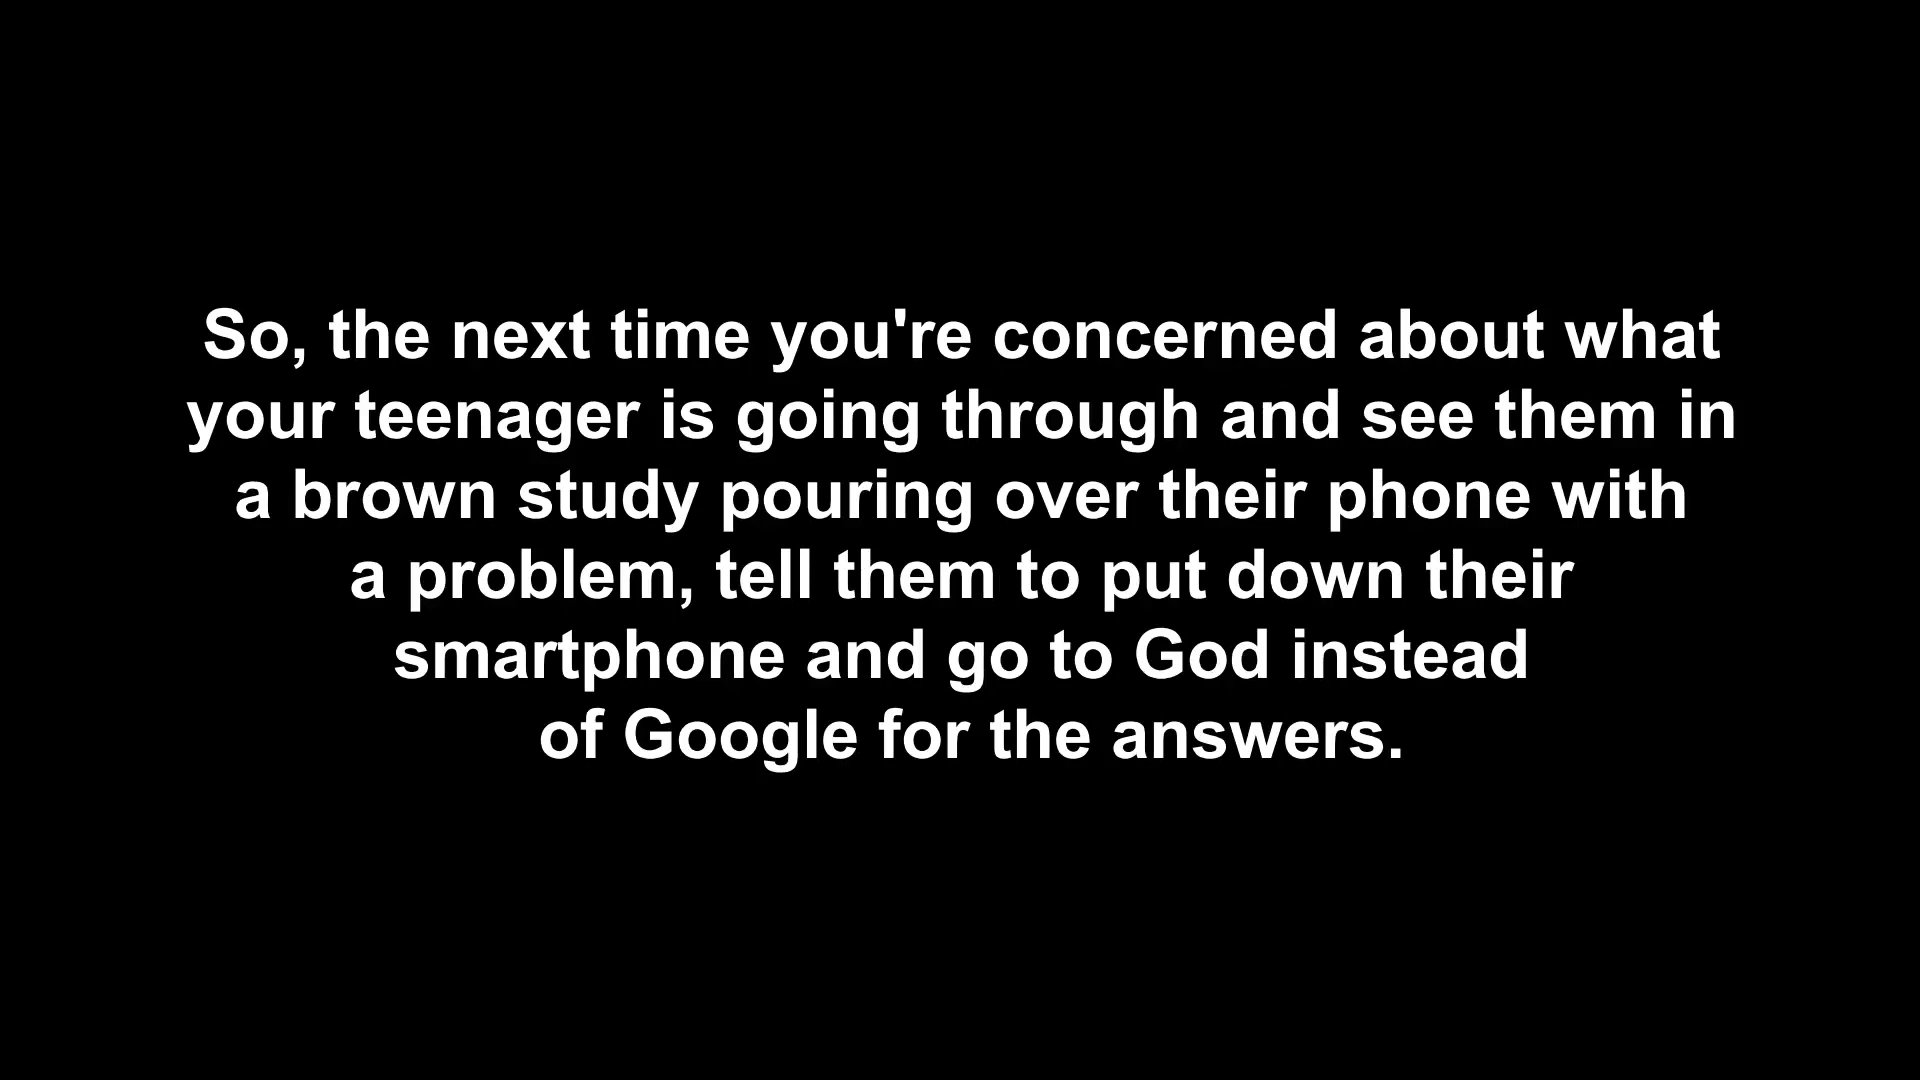 So, the next time you're concerned about what
your teenager is going through and see them in
a brown study pouring over their phone with
a problem, tell them to put down their
smartphone and go to God instead
of Google for the answers.